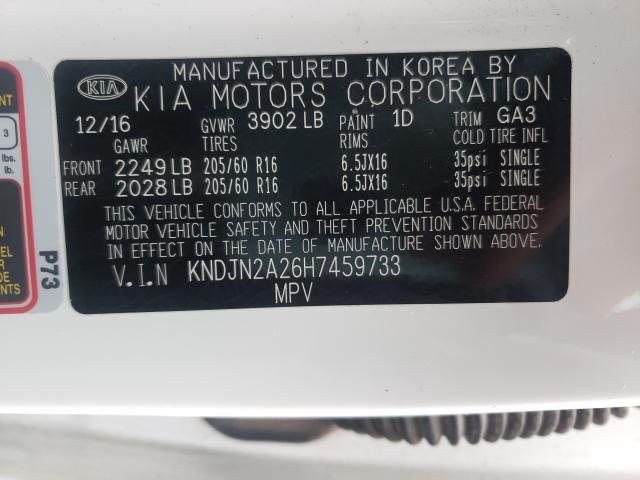 MANUFACTURED IN KOREA BY
KIA KIA MOTORS CORPORATION
12/16 GVWR 3902 LB PAINT 1D TRIM GA3
GAWR TIRES RIMS COLD TIRE INFL
FRONT 2249 LB 205/60 R16 6.5JX16 35psi SINGLE
REAR 2028 LB 205/60 R16 6.5JX16 35psi SINGLE
THIS VEHICLE CONFORMS TO ALL APPLICABLE U.S.A. FEDERAL
MOTOR VEHICLE SAFETY AND THEFT PREVENTION STANDARDS
IN EFFECT ON THE DATE OF MANUFACTURE SHOWN ABOVE.
V.I.N KNDJN2A26H7459733
MPV
3
lbs.
lb.
P73